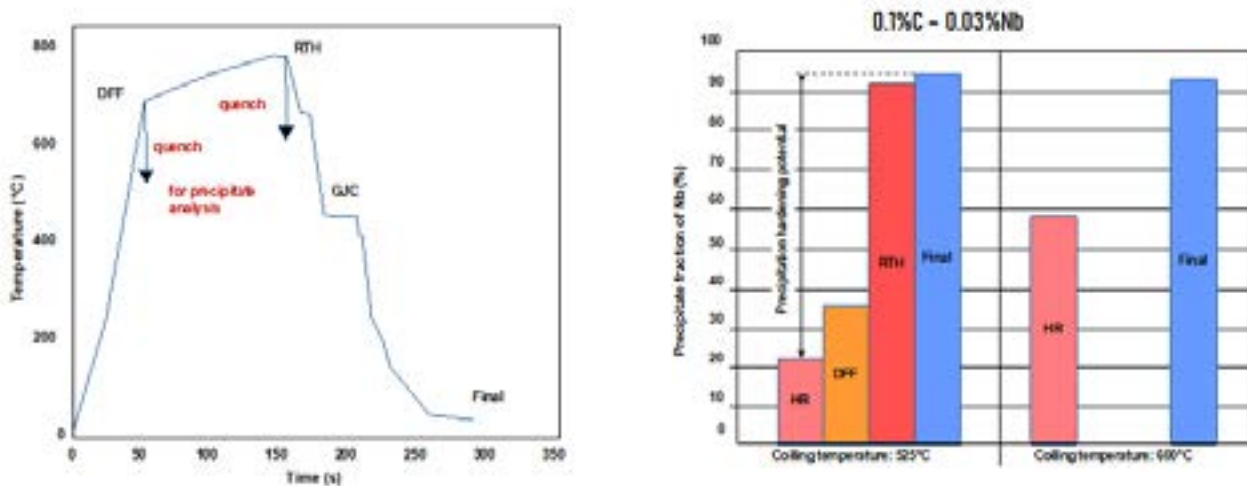 800
600
400
200
0
0
50
100
150
200
250
300
350
Temperature (°C)
Time (s)
DFF
RTH
quench
quench
for precipitate
analysis
GJC
Final
0.1%C - 0.03%Nb
100
90
80
70
60
50
40
30
20
10
0
Precipitate fraction of Nb (%)
Precipitation hardening potential
HR
DFF
RTH
Final
HR
Final
Coiling temperature: 525°C
Coiling temperature: